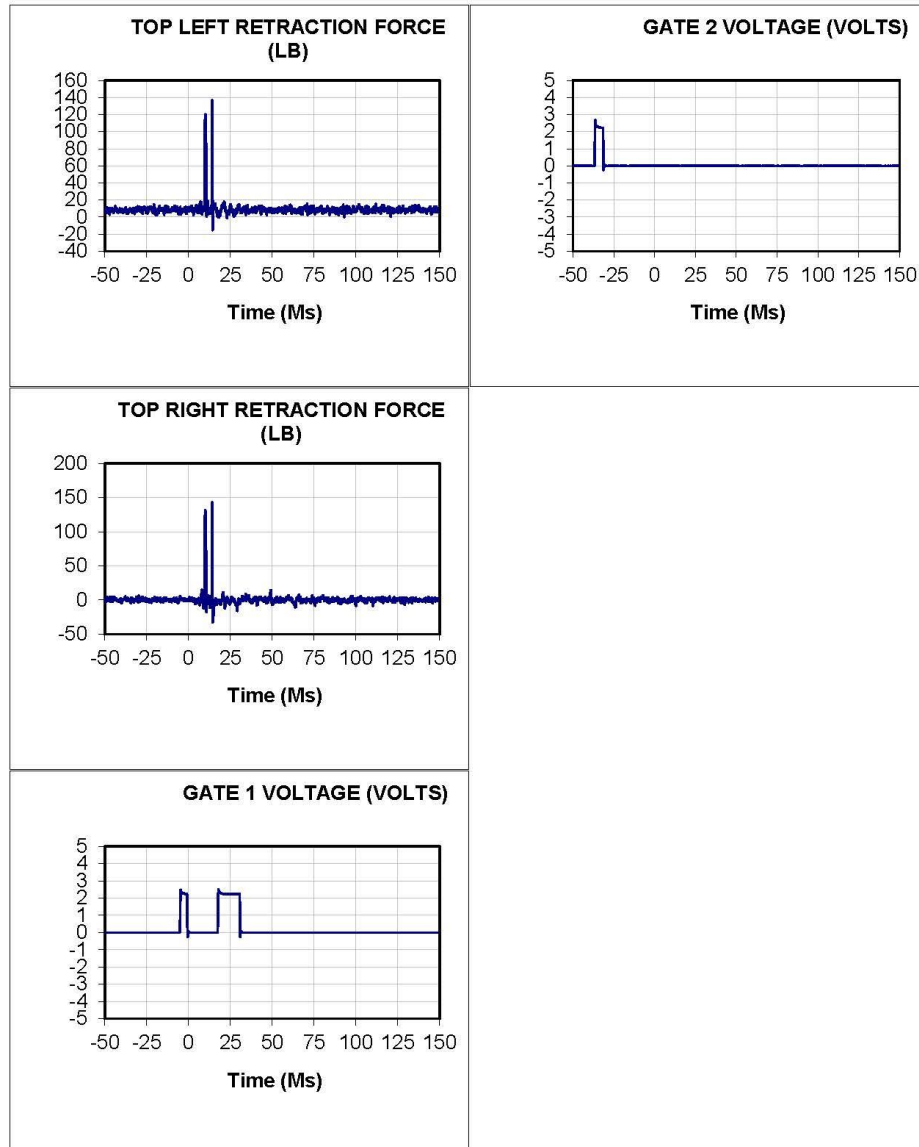 TOP LEFT RETRACTION FORCE
(LB)
160
140
120
100
80
60
40
20
0
-20
-40
-50 -25 0 25 50 75 100 125 150
Time (Ms)
GATE 2 VOLTAGE (VOLTS)
5
4
3
2
1
0
-1
-2
-3
-4
-5
-50 -25 0 25 50 75 100 125 150
Time (Ms)
TOP RIGHT RETRACTION FORCE
(LB)
200
150
100
50
0
-50
-50 -25 0 25 50 75 100 125 150
Time (Ms)
GATE 1 VOLTAGE (VOLTS)
5
4
3
2
1
0
-1
-2
-3
-4
-5
-50 -25 0 25 50 75 100 125 150
Time (Ms)